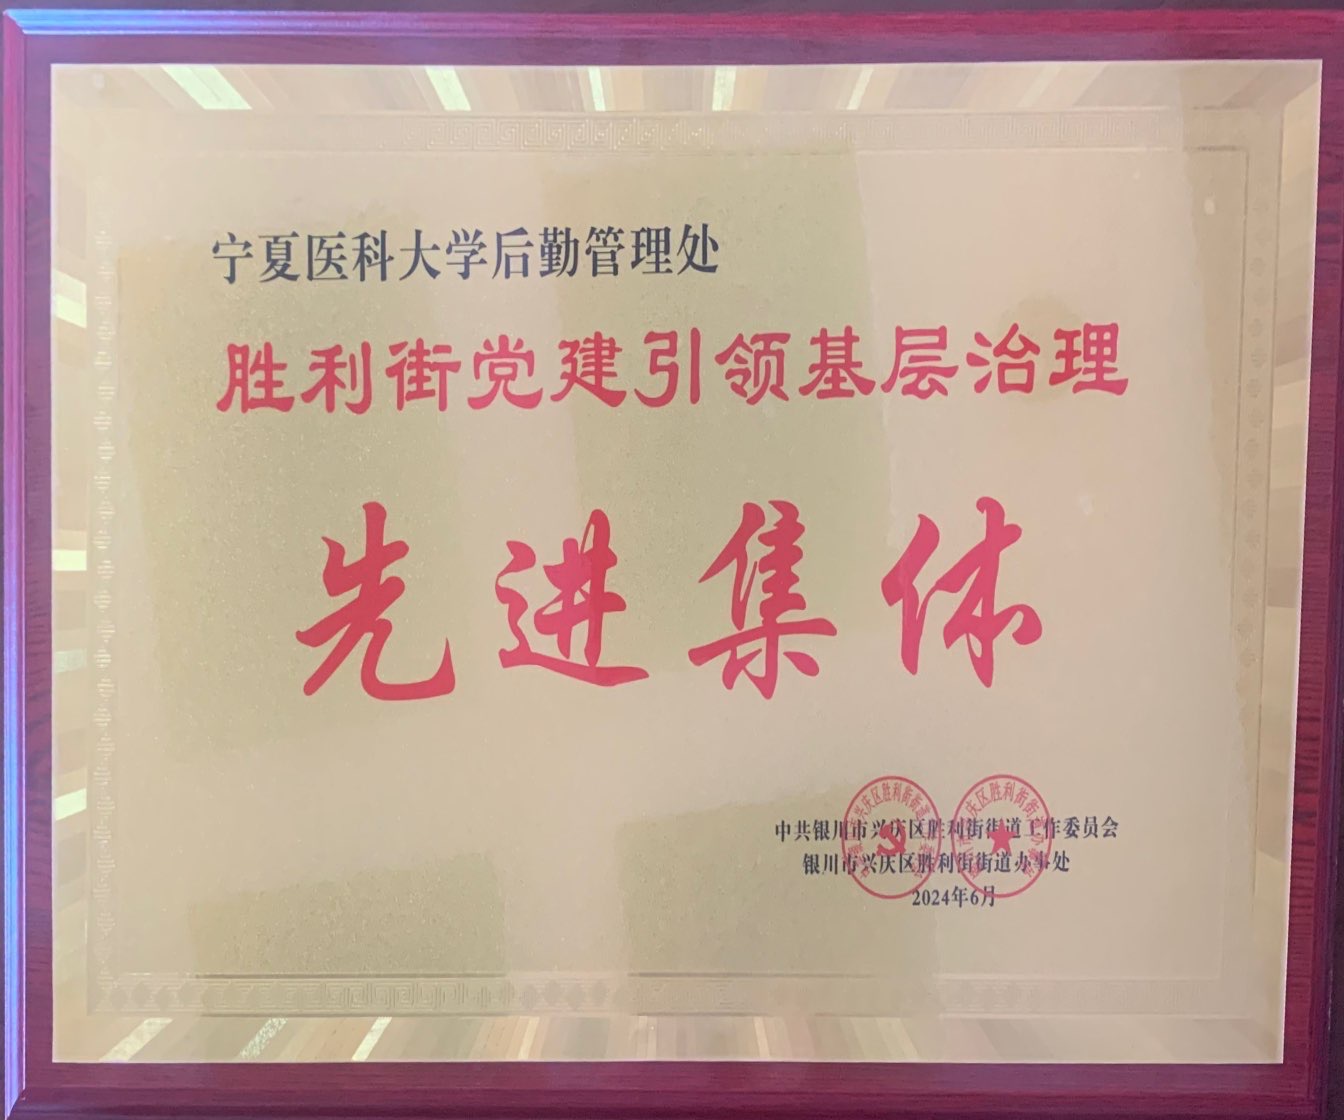 宁夏医科大学后勤管理处
胜利街党建引领基层治理
先进集体
中共银川市兴庆区胜利街街道工作委员会
银川市兴庆区胜利街街道办事处
2024年6月